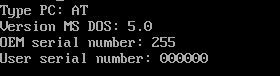 Type PC: AT
Version MS DOS: 5.0
OEM serial number: 255
User serial number: 000000